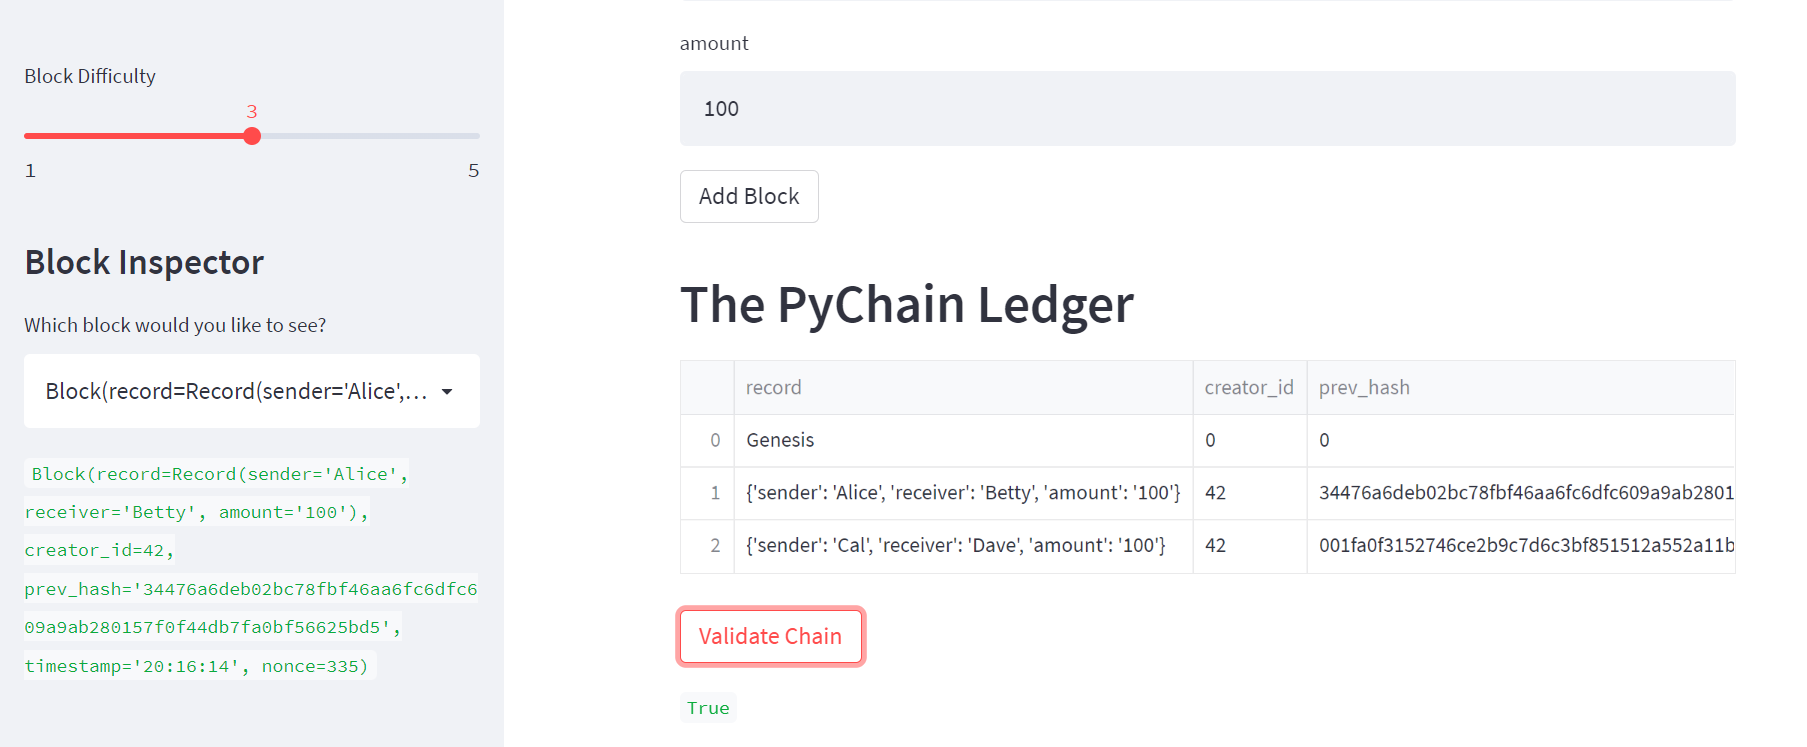 Block Difficulty
3
1
5
Block Inspector
Which block would you like to see?
Block(record=Record(sender='Alice',...
Block(record=Record(sender='Alice',
receiver='Betty', amount='100'),
creator_id=42,
prev_hash='34476a6deb02bc78fbf46aa6fc6dfc6
09a9ab280157f0f44db7fa0bf56625bd5',
timestamp='20:16:14', nonce=335)
amount
100
Add Block
The PyChain Ledger
record creator_id prev_hash
0 Genesis 0 0
1 {'sender': 'Alice', 'receiver': 'Betty', 'amount': '100'} 42 34476a6deb02bc78fbf46aa6fc6dfc609a9ab2801
2 {'sender': 'Cal', 'receiver': 'Dave', 'amount': '100'} 42 001fa0f3152746ce2b9c7d6c3bf851512a552a11b
Validate Chain
True